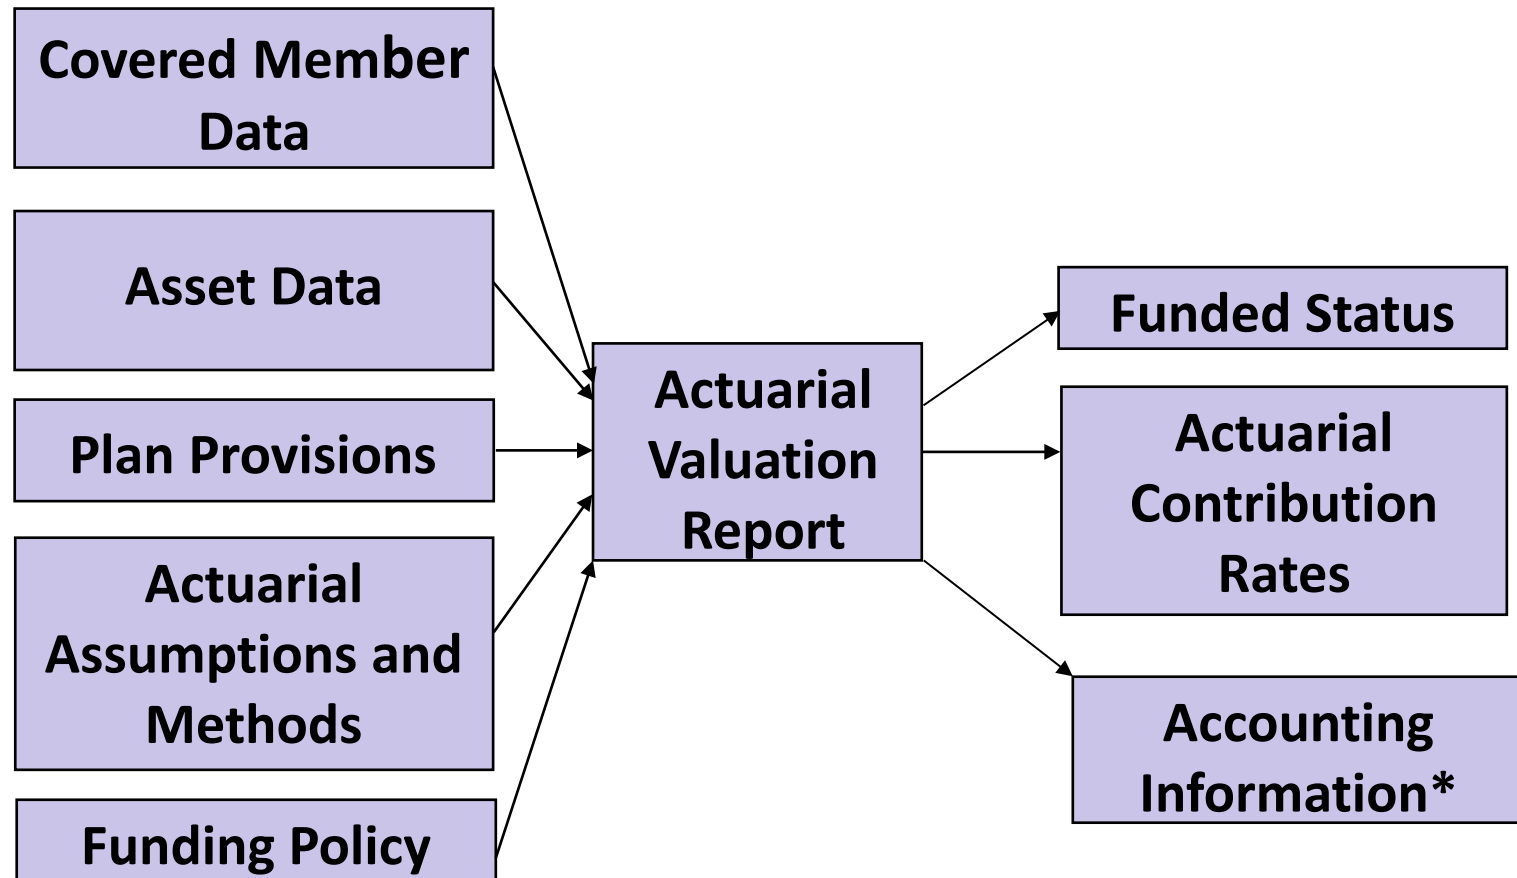 Covered Member
Data
Asset Data
Plan Provisions
Actuarial
Assumptions and
Methods
Funding Policy
Actuarial
Valuation
Report
Funded Status
Actuarial
Contribution
Rates
Accounting
Information*